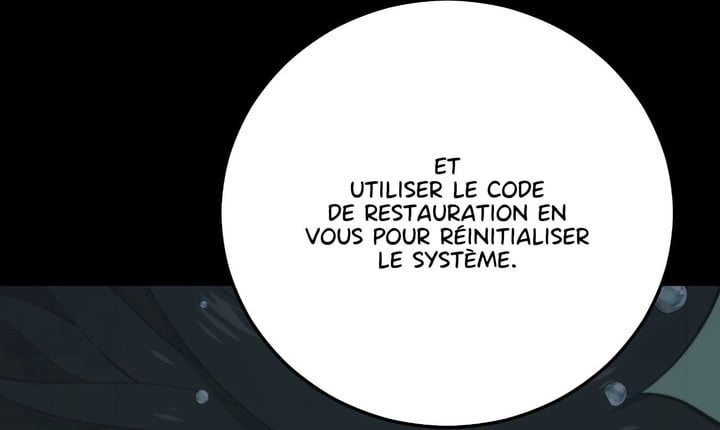 ET
UTILISER LE CODE
DE RESTAURATION EN
VOUS POUR RÉINITIALISER
LE SYSTÈME.